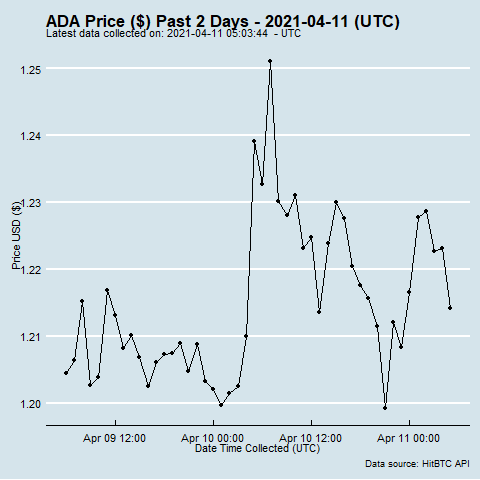 ADA Price ($) Past 2 Days - 2021-04-11 (UTC)
Latest data collected on: 2021-04-11 05:03:44 - UTC
1.25
1.24
1.23
1.22
1.21
1.20
Price USD ($)
Apr 09 12:00
Apr 10 00:00
Apr 10 12:00
Apr 11 00:00
Date Time Collected (UTC)
Data source: HitBTC API